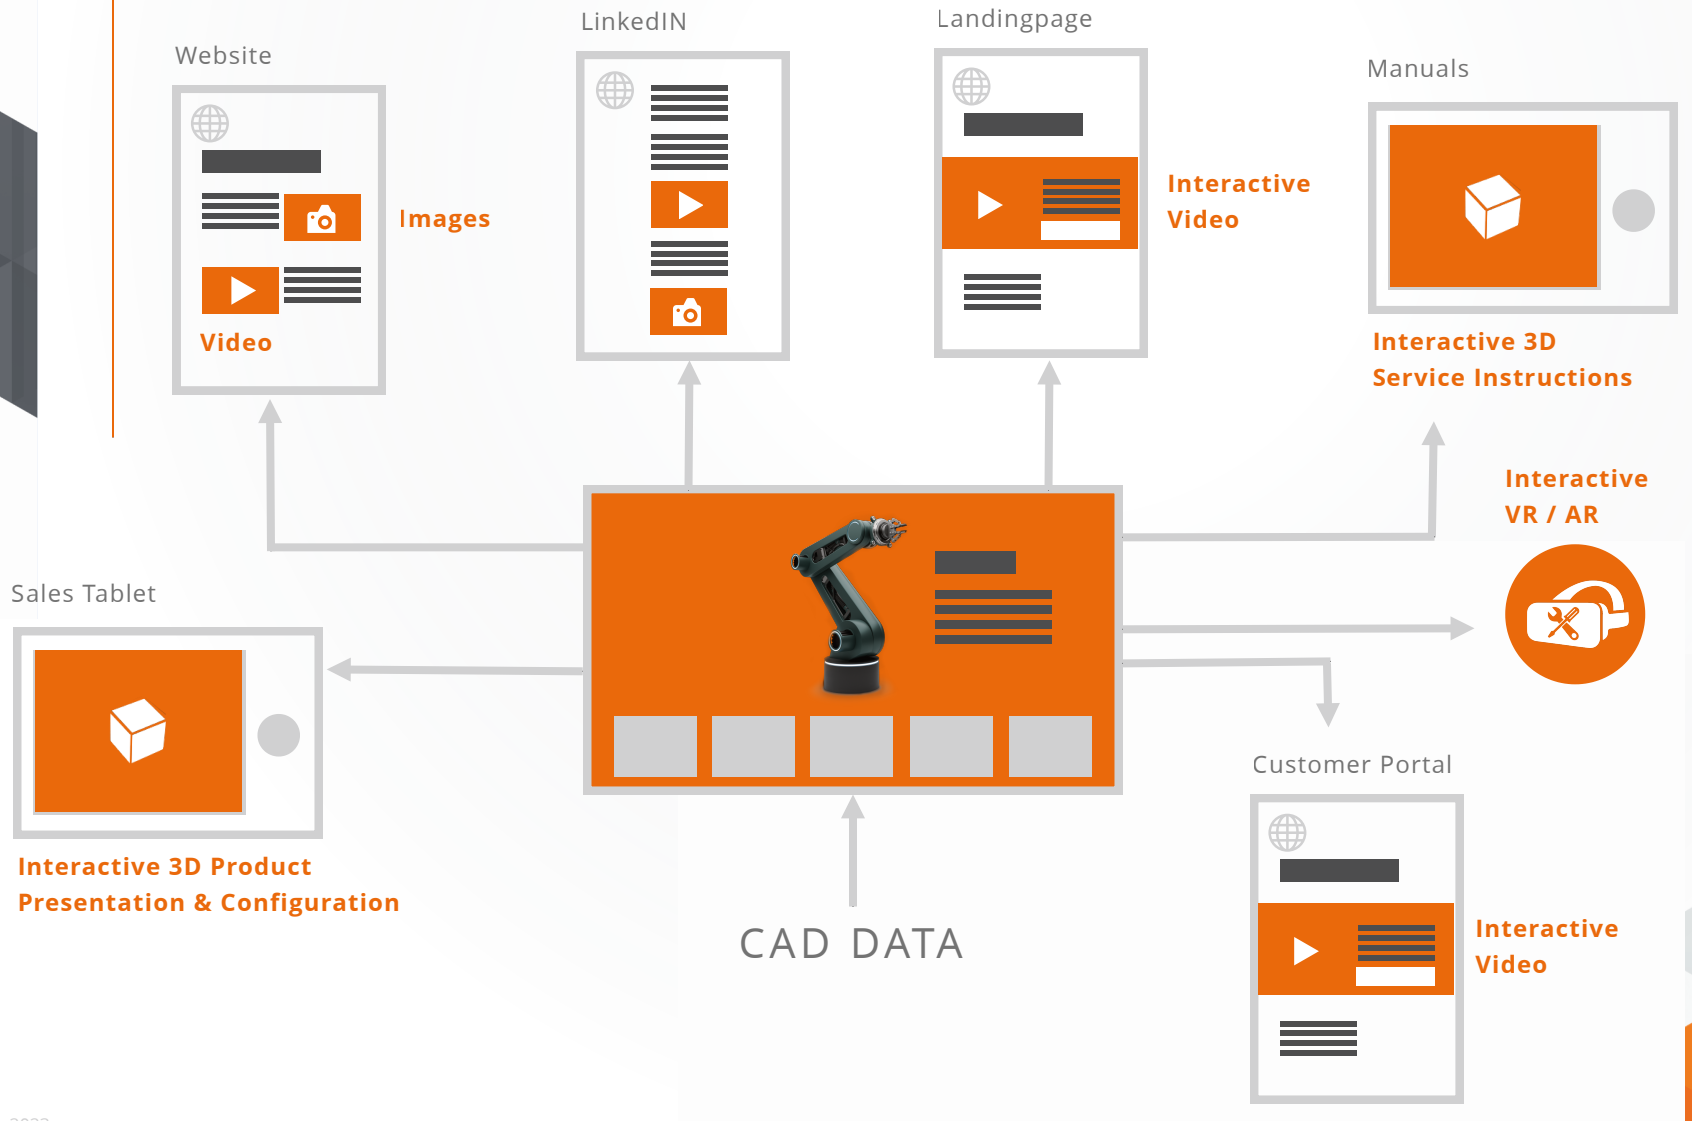 Website
LinkedIN
Landingpage
Manuals
Images
Video
Interactive
Video
Interactive 3D
Service Instructions
Interactive
VR / AR
Sales Tablet
Interactive 3D Product
Presentation & Configuration
CAD DATA
Customer Portal
Interactive
Video